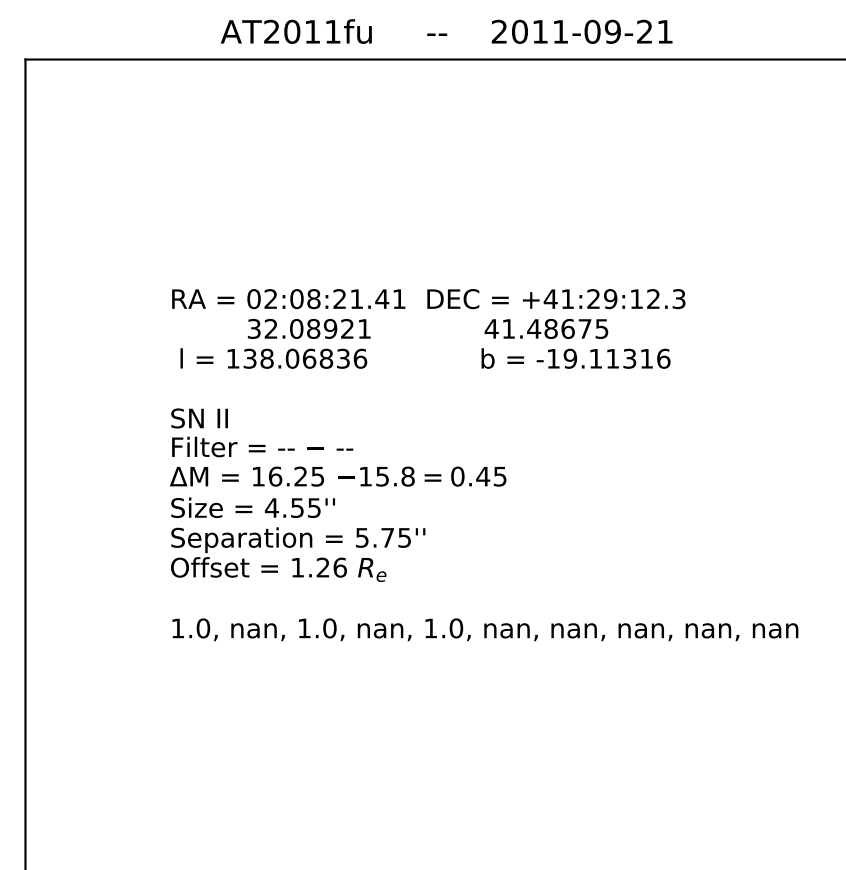 AT2011fu -- 2011-09-21
RA = 02:08:21.41 DEC = +41:29:12.3
32.08921 41.48675
l = 138.06836 b = -19.11316
SN II
Filter = -- − --
ΔM = 16.25 −15.8 = 0.45
Size = 4.55''
Separation = 5.75''
Offset = 1.26 Rₑ
1.0, nan, 1.0, nan, 1.0, nan, nan, nan, nan, nan